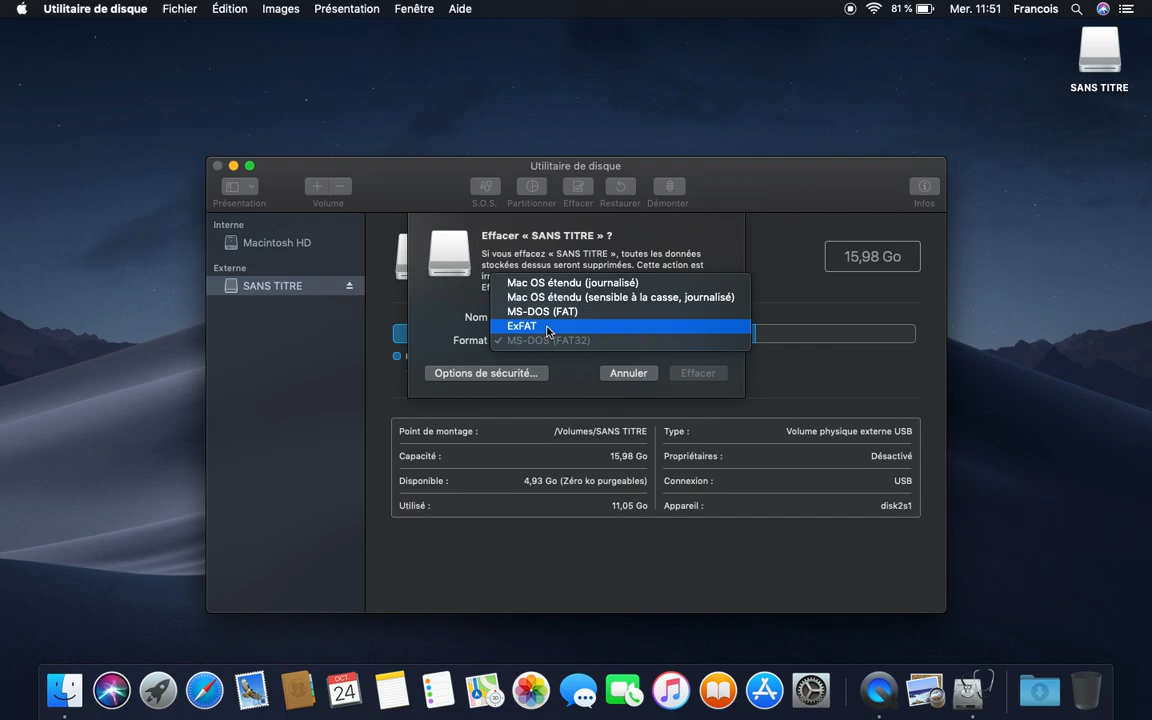 Utilitaire de disque Fichier Édition Images Présentation Fenêtre Aide 81 % Mer. 11:51 Francois
SANS TITRE
Utilitaire de disque
Présentation Volume S.O.S. Partitionner Effacer Restaurer Démonter Infos
Interne
Macintosh HD
Externe
SANS TITRE
Effacer « SANS TITRE » ?
Si vous effacez « SANS TITRE », toutes les données
stockées dessus seront supprimées. Cette action est
15,98 Go
Mac OS étendu (journalisé)
Mac OS étendu (sensible à la casse, journalisé)
MS-DOS (FAT)
ExFAT
MS-DOS (FAT32)
Nom
Format
Options de sécurité... Annuler Effacer
Point de montage : /Volumes/SANS TITRE
Capacité : 15,98 Go
Disponible : 4,93 Go (Zéro ko purgeables)
Utilisé : 11,05 Go
Type : Volume physique externe USB
Propriétaires : Désactivé
Connexion : USB
Appareil : disk2s1
24